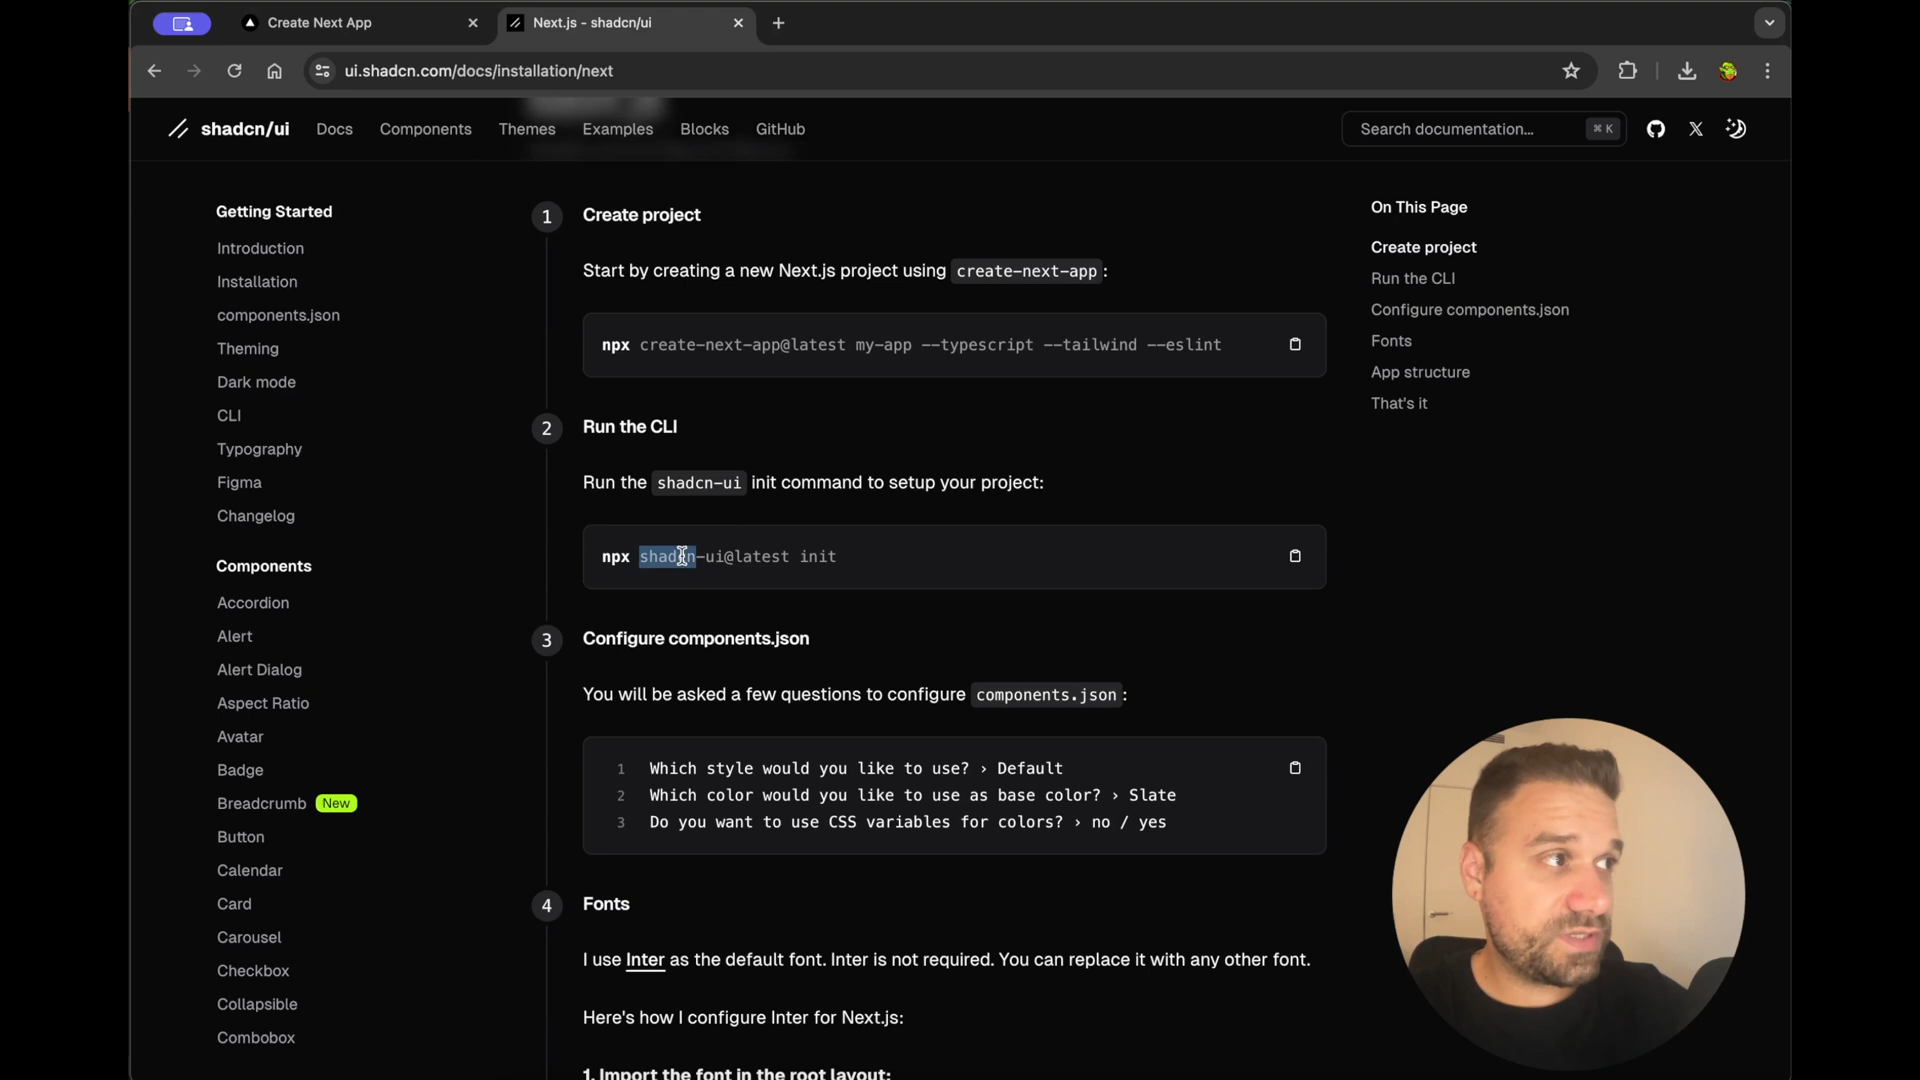 Create Next App
Next.js - shadcn/ui
ui.shadcn.com/docs/installation/next
shadcn/ui
Docs
Components
Themes
Examples
Blocks
GitHub
Search documentation...
⌘ K
Getting Started
Introduction
Installation
components.json
Theming
Dark mode
CLI
Typography
Figma
Changelog
Components
Accordion
Alert
Alert Dialog
Aspect Ratio
Avatar
Badge
Breadcrumb New
Button
Calendar
Card
Carousel
Checkbox
Collapsible
Combobox
1 Create project
Start by creating a new Next.js project using create-next-app:
npx create-next-app@latest my-app --typescript --tailwind --eslint
2 Run the CLI
Run the shadcn-ui init command to setup your project:
npx shadcn-ui@latest init
3 Configure components.json
You will be asked a few questions to configure components.json:
1 Which style would you like to use? › Default
2 Which color would you like to use as base color? › Slate
3 Do you want to use CSS variables for colors? › no / yes
4 Fonts
I use Inter as the default font. Inter is not required. You can replace it with any other font.
Here's how I configure Inter for Next.js:
1. Import the font in the root layout:
On This Page
Create project
Run the CLI
Configure components.json
Fonts
App structure
That's it